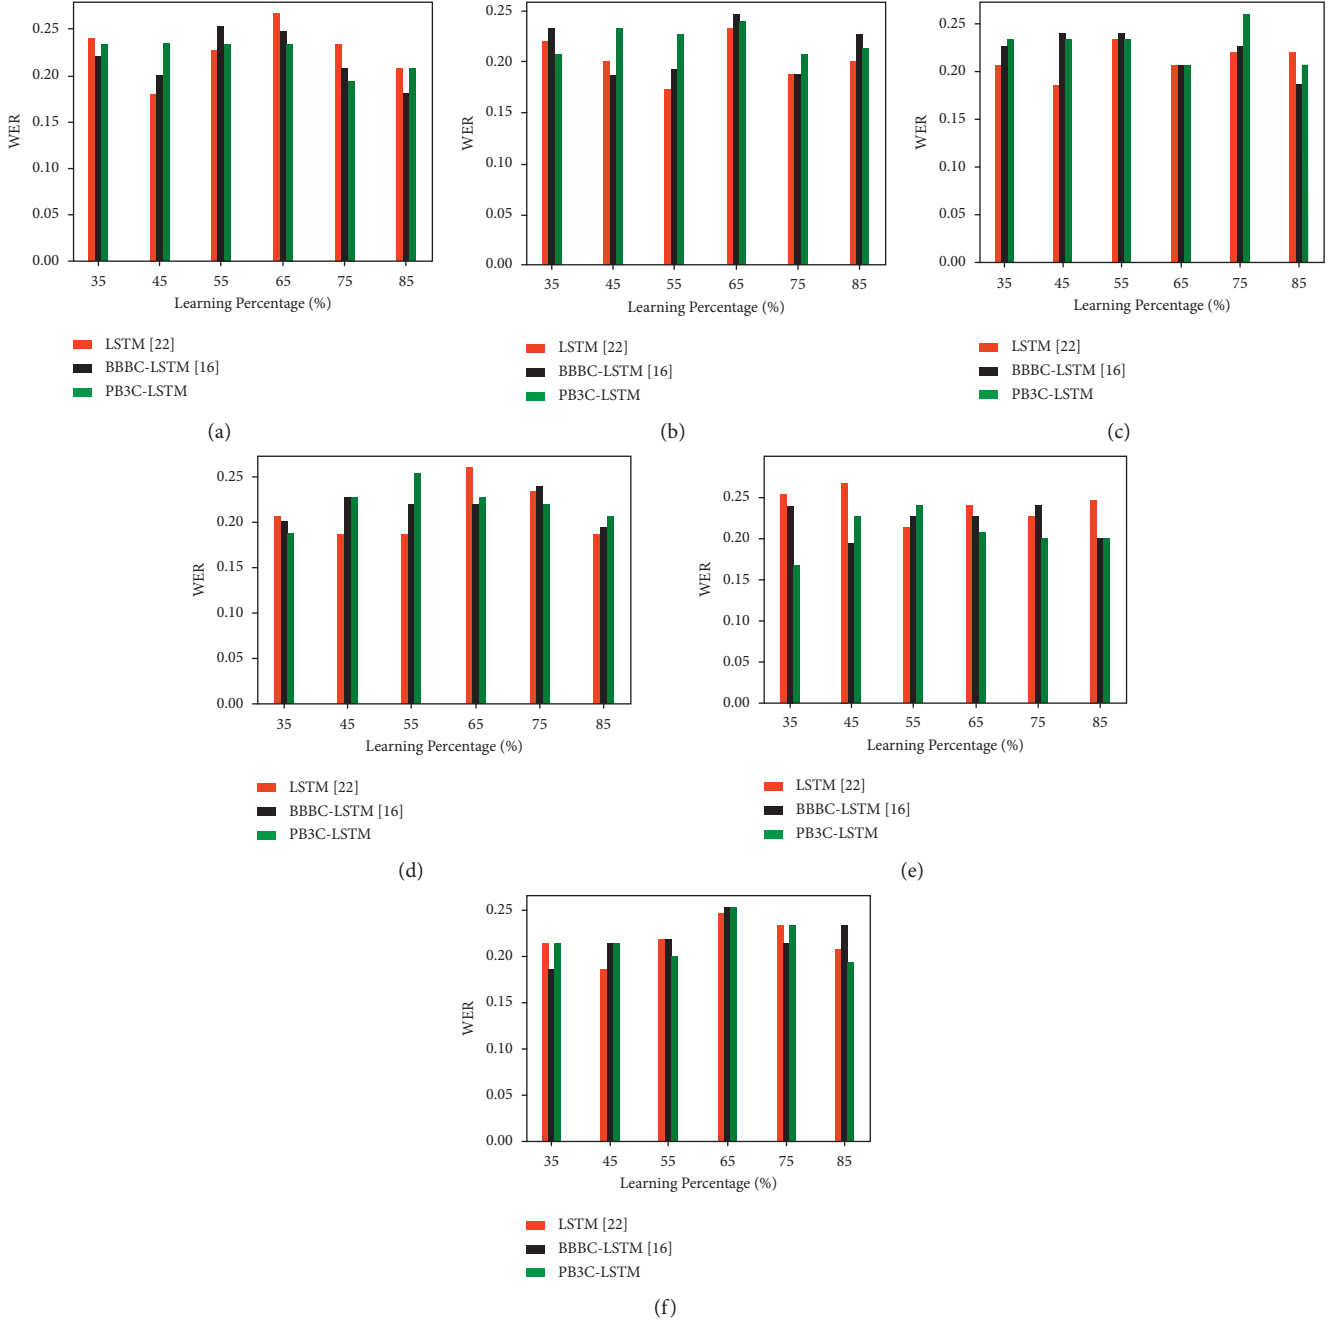 0.25
0.20
0.15
0.10
0.05
0.00
WER
35 45 55 65 75 85
Learning Percentage (%)
LSTM [22]
BBBC-LSTM [16]
PB3C-LSTM
(a)
0.25
0.20
0.15
0.10
0.05
0.00
WER
35 45 55 65 75 85
Learning Percentage (%)
LSTM [22]
BBBC-LSTM [16]
PB3C-LSTM
(b)
0.25
0.20
0.15
0.10
0.05
0.00
WER
35 45 55 65 75 85
Learning Percentage (%)
LSTM [22]
BBBC-LSTM [16]
PB3C-LSTM
(c)
0.25
0.20
0.15
0.10
0.05
0.00
WER
35 45 55 65 75 85
Learning Percentage (%)
LSTM [22]
BBBC-LSTM [16]
PB3C-LSTM
(d)
0.25
0.20
0.15
0.10
0.05
0.00
WER
35 45 55 65 75 85
Learning Percentage (%)
LSTM [22]
BBBC-LSTM [16]
PB3C-LSTM
(e)
0.25
0.20
0.15
0.10
0.05
0.00
WER
35 45 55 65 75 85
Learning Percentage (%)
LSTM [22]
BBBC-LSTM [16]
PB3C-LSTM
(f)